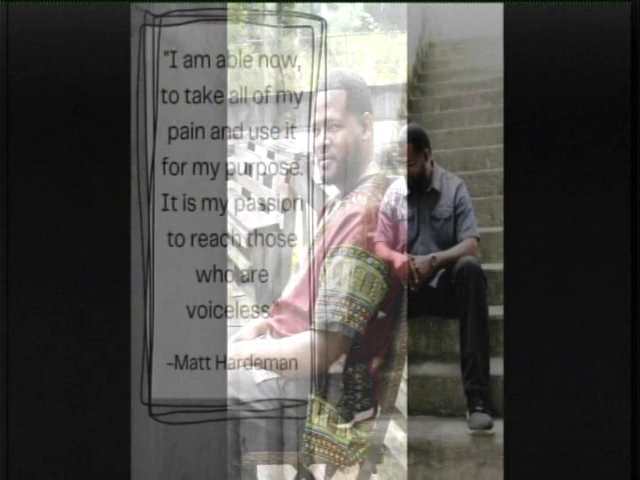 "I am able now,
to take all of my
pain and use it
for my purpose.
It is my passion
to reach those
who are
voiceless."
-Matt Hardeman